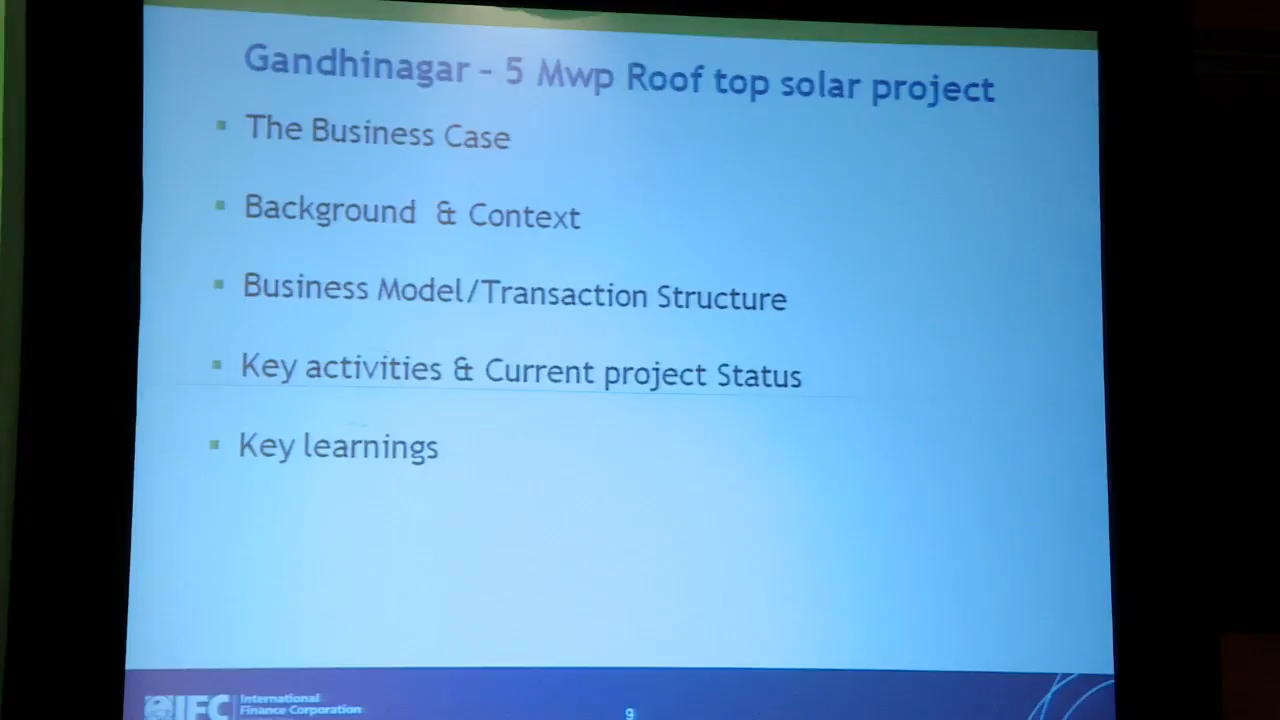 Gandhinagar - 5 Mwp Roof top solar project
▪ The Business Case
▪ Background & Context
▪ Business Model/Transaction Structure
▪ Key activities & Current project Status
▪ Key learnings
IFC
International
Finance Corporation
9